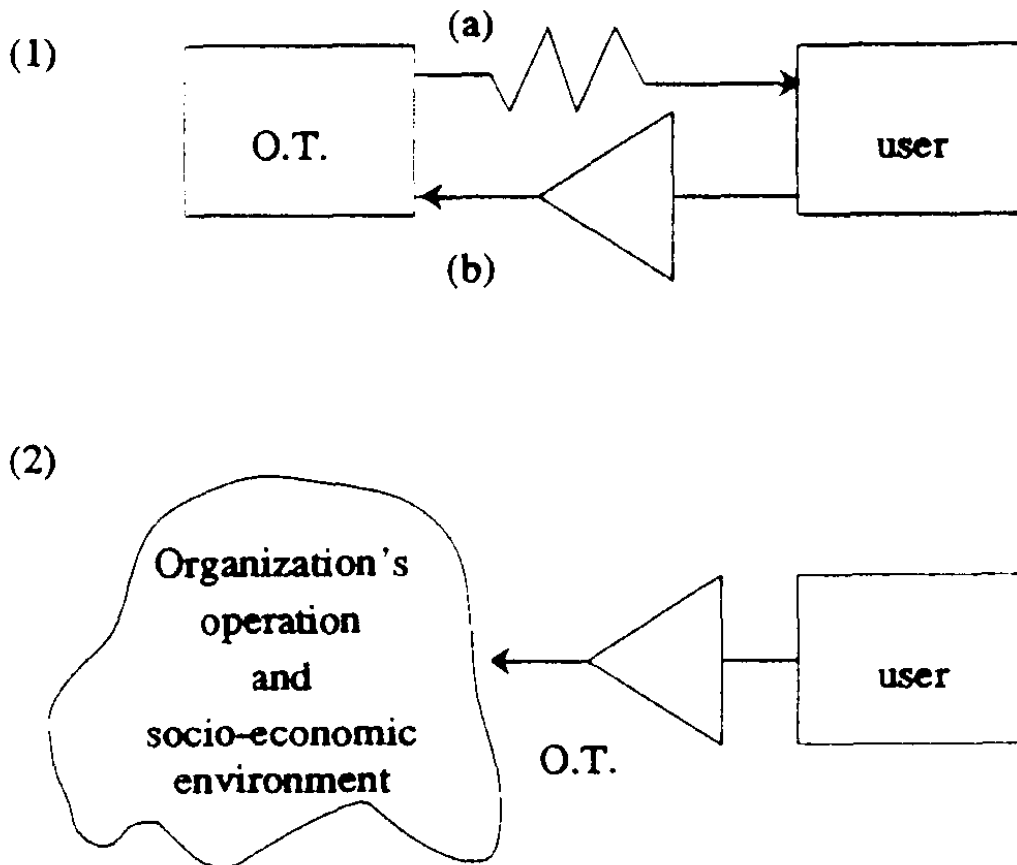 (1)
(a)
O.T.
user
(b)
(2)
Organization's
operation
and
socio-economic
environment
O.T.
user